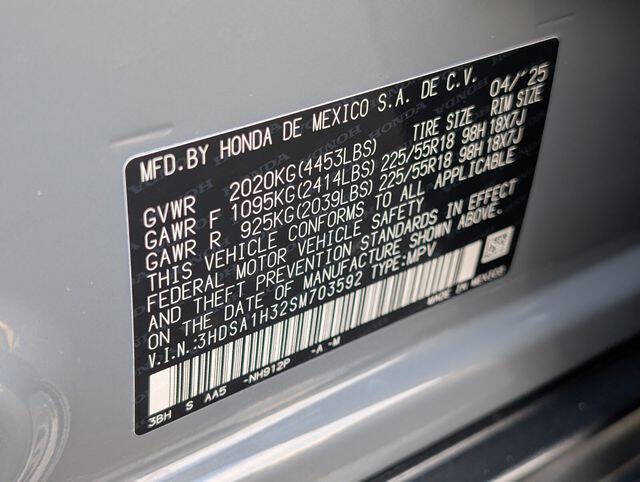 MFD.BY HONDA DE MEXICO S.A. DE C.V. 04/'25
TIRE SIZE RIM SIZE
GVWR 2020KG(4453LBS)
GAWR F 1095KG(2414LBS) 225/55R18 98H 18X7J
GAWR R 925KG(2039LBS) 225/55R18 98H 18X7J
THIS VEHICLE CONFORMS TO ALL APPLICABLE
FEDERAL MOTOR VEHICLE SAFETY
AND THEFT PREVENTION STANDARDS IN EFFECT
ON THE DATE OF MANUFACTURE SHOWN ABOVE.
V.I.N.:3HDSA1H32SM703592 TYPE:MPV
MADE IN MEXICO
3BH S AA5 -NH912P -A -M